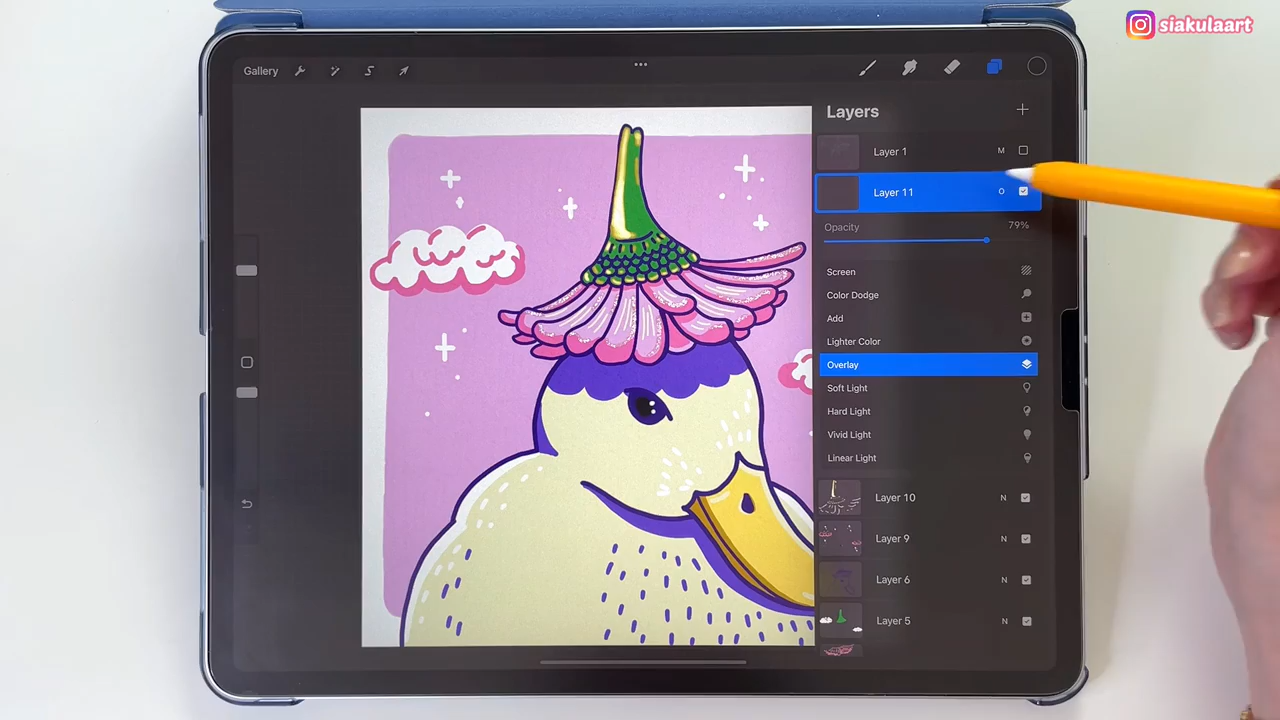 siakulaart
Gallery
Layers
Layer 1 M
Layer 11 O
Opacity 79%
Screen
Color Dodge
Add
Lighter Color
Overlay
Soft Light
Hard Light
Vivid Light
Linear Light
Layer 10 N
Layer 9 N
Layer 6 N
Layer 5 N